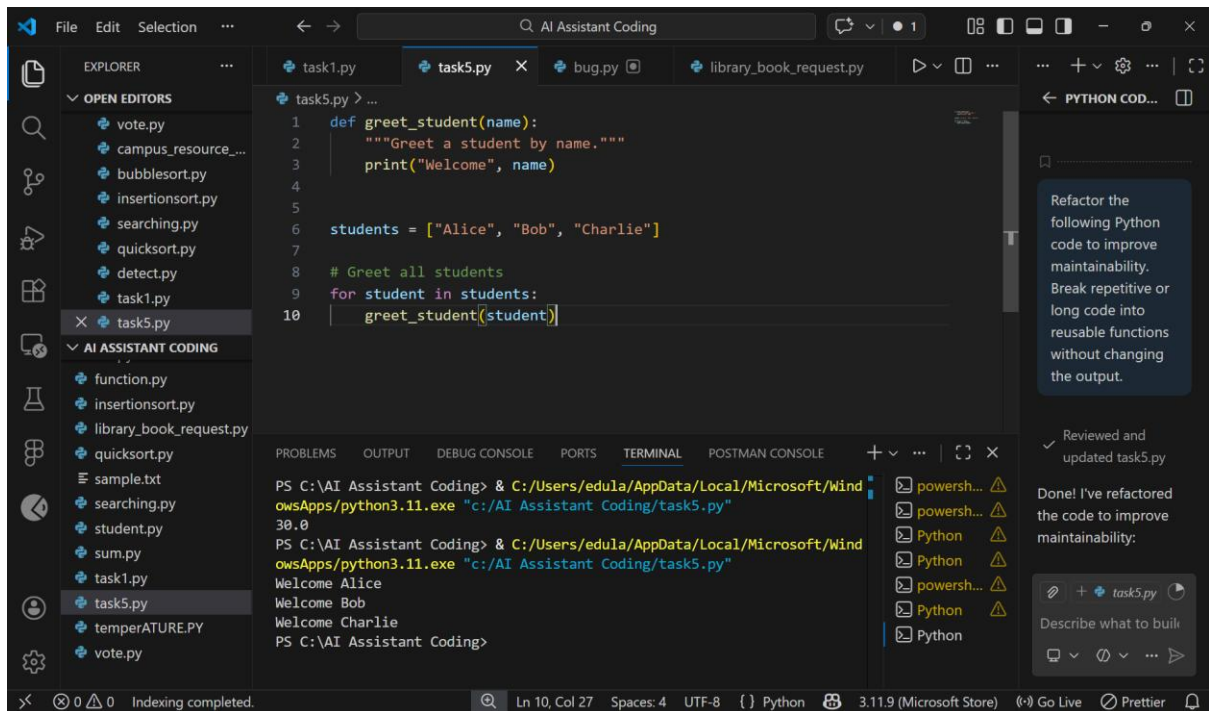 File Edit Selection ···
AI Assistant Coding
1
EXPLORER ···
OPEN EDITORS
vote.py
campus_resource_...
bubblesort.py
insertionsort.py
searching.py
quicksort.py
detect.py
task1.py
task5.py
AI ASSISTANT CODING
function.py
insertionsort.py
library_book_request.py
quicksort.py
sample.txt
searching.py
student.py
sum.py
task1.py
task5.py
temperATURE.PY
vote.py
task1.py task5.py bug.py library_book_request.py ···
task5.py > ...
1 def greet_student(name):
2     """Greet a student by name."""
3     print("Welcome", name)
4
5
6 students = ["Alice", "Bob", "Charlie"]
7
8 # Greet all students
9 for student in students:
10     greet_student(student)
PROBLEMS OUTPUT DEBUG CONSOLE PORTS TERMINAL POSTMAN CONSOLE
PS C:\AI Assistant Coding> & C:/Users/edula/AppData/Local/Microsoft/Wind
owsApps/python3.11.exe "c:/AI Assistant Coding/task5.py"
30.0
PS C:\AI Assistant Coding> & C:/Users/edula/AppData/Local/Microsoft/Wind
owsApps/python3.11.exe "c:/AI Assistant Coding/task5.py"
Welcome Alice
Welcome Bob
Welcome Charlie
PS C:\AI Assistant Coding>
powersh...
powersh...
Python
Python
powersh...
Python
Python
PYTHON COD...
Refactor the
following Python
code to improve
maintainability.
Break repetitive or
long code into
reusable functions
without changing
the output.
Reviewed and
updated task5.py
Done! I've refactored
the code to improve
maintainability:
+ task5.py
Describe what to buil
0 0 Indexing completed. Ln 10, Col 27 Spaces: 4 UTF-8 { } Python 3.11.9 (Microsoft Store) Go Live Prettier